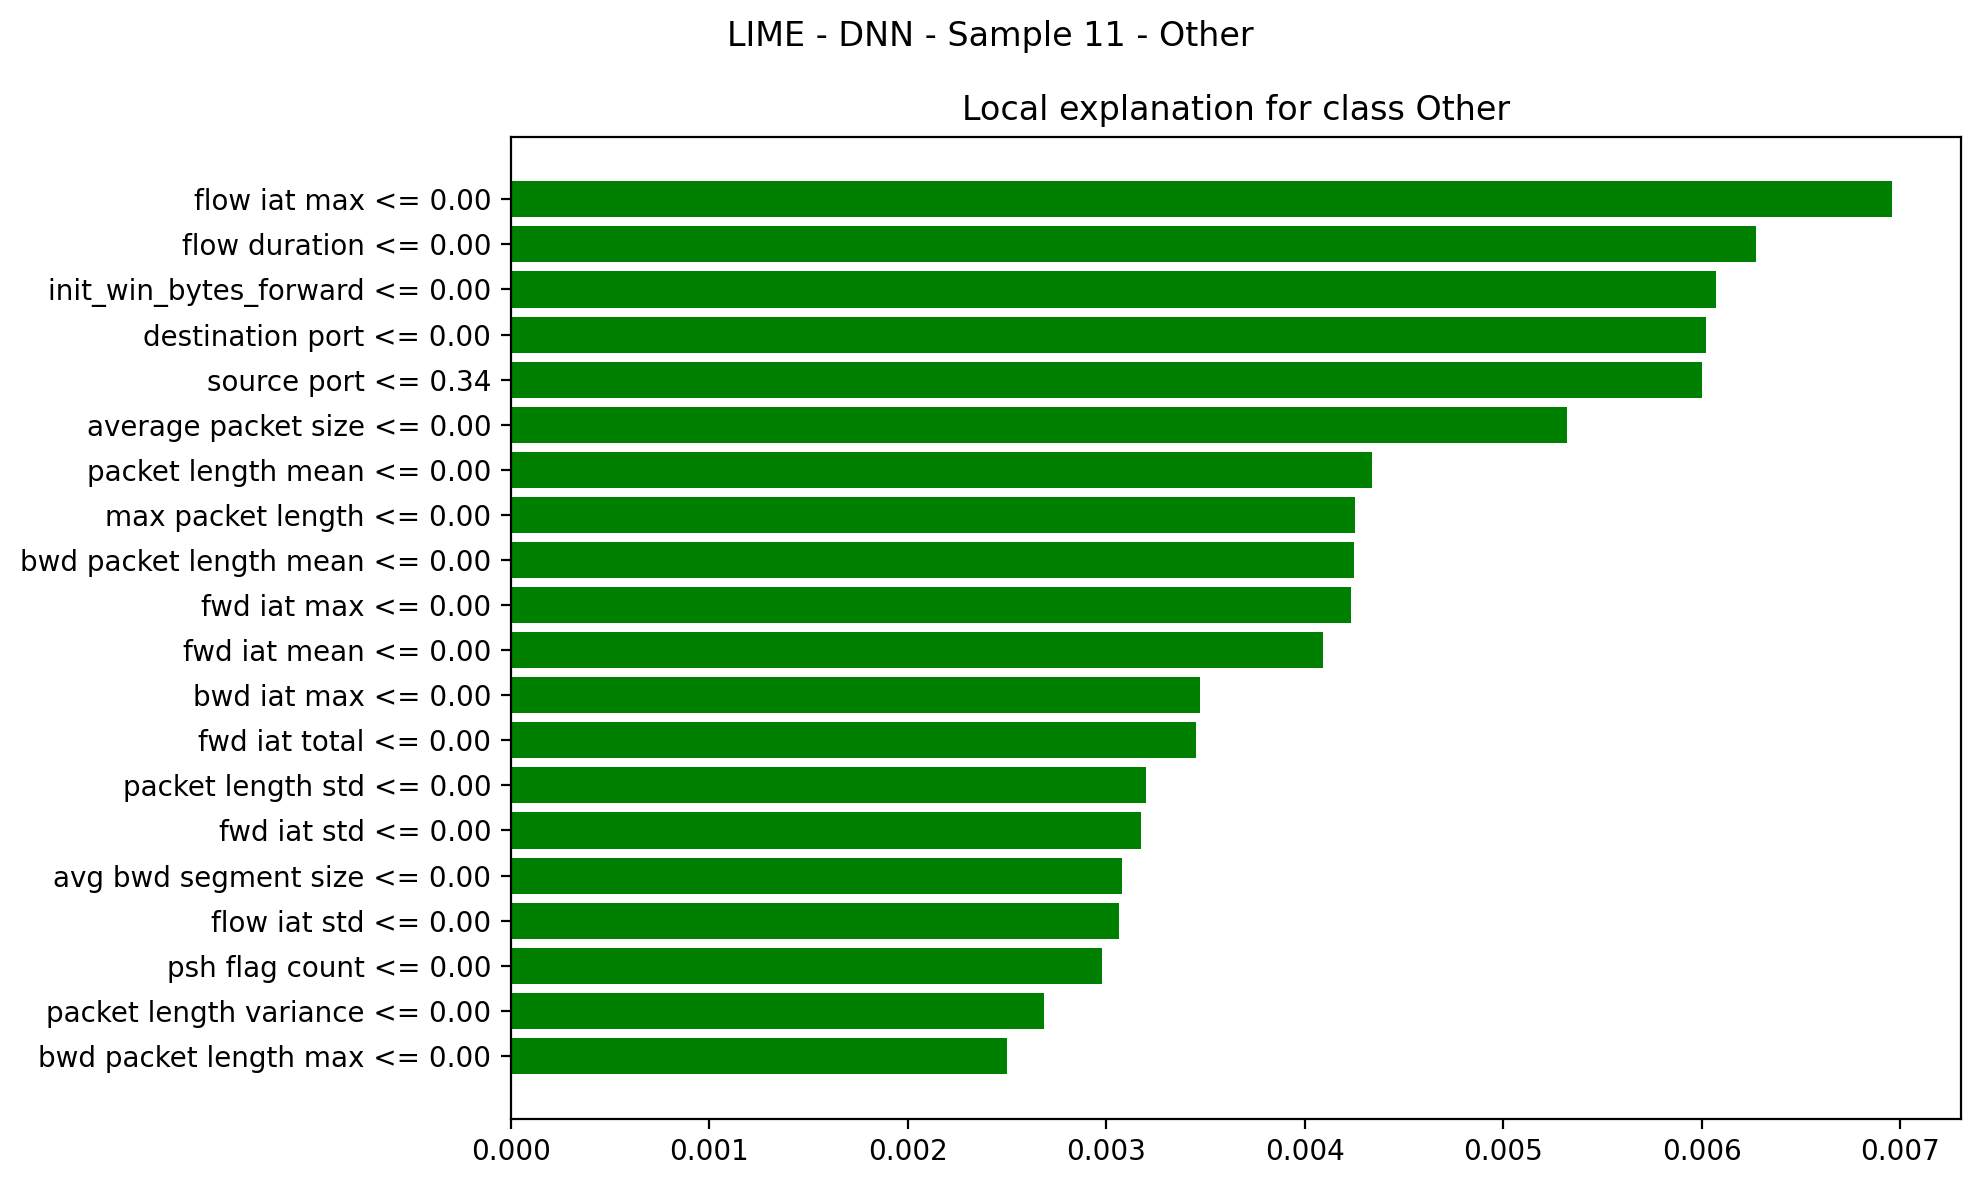 LIME - DNN - Sample 11 - Other
Local explanation for class Other
flow iat max <= 0.00
flow duration <= 0.00
init_win_bytes_forward <= 0.00
destination port <= 0.00
source port <= 0.34
average packet size <= 0.00
packet length mean <= 0.00
max packet length <= 0.00
bwd packet length mean <= 0.00
fwd iat max <= 0.00
fwd iat mean <= 0.00
bwd iat max <= 0.00
fwd iat total <= 0.00
packet length std <= 0.00
fwd iat std <= 0.00
avg bwd segment size <= 0.00
flow iat std <= 0.00
psh flag count <= 0.00
packet length variance <= 0.00
bwd packet length max <= 0.00
0.000 0.001 0.002 0.003 0.004 0.005 0.006 0.007